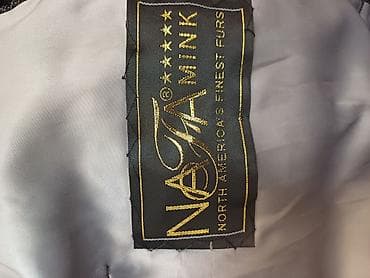 NAFA® ★★★★★★
MINK
NORTH AMERICA'S FINEST FURS